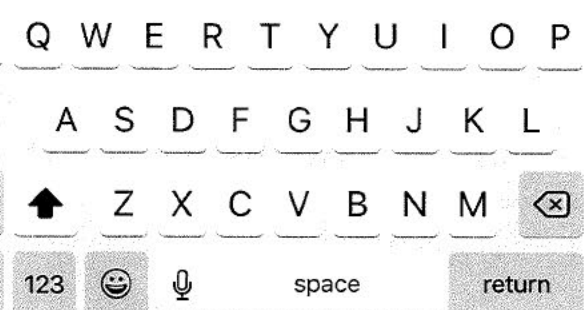 Q W E R T Y U I O P
A S D F G H J K L
Z X C V B N M
123 space return